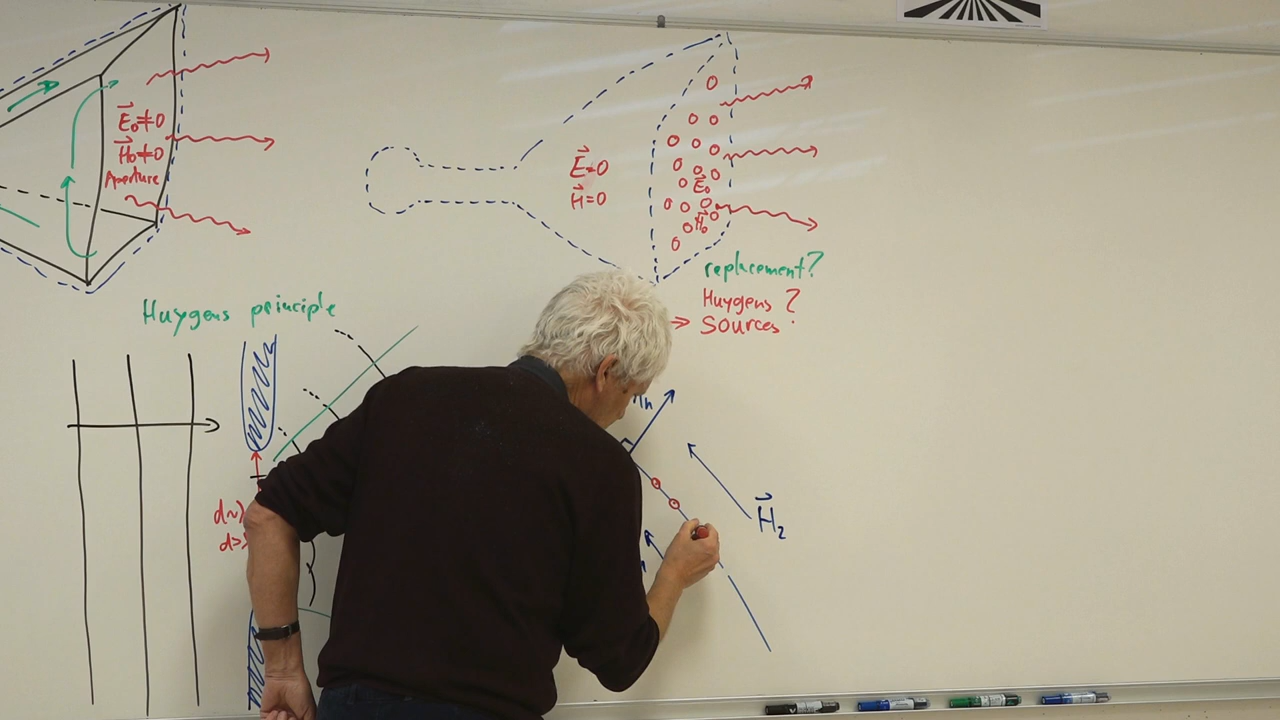 E₀≠0
H₀≠0
Aperture
E=0
H=0
E₀
H₀
replacement?
Huygens ?
⇒ Sources
Huygens principle
d~λ
d>
n
H₂